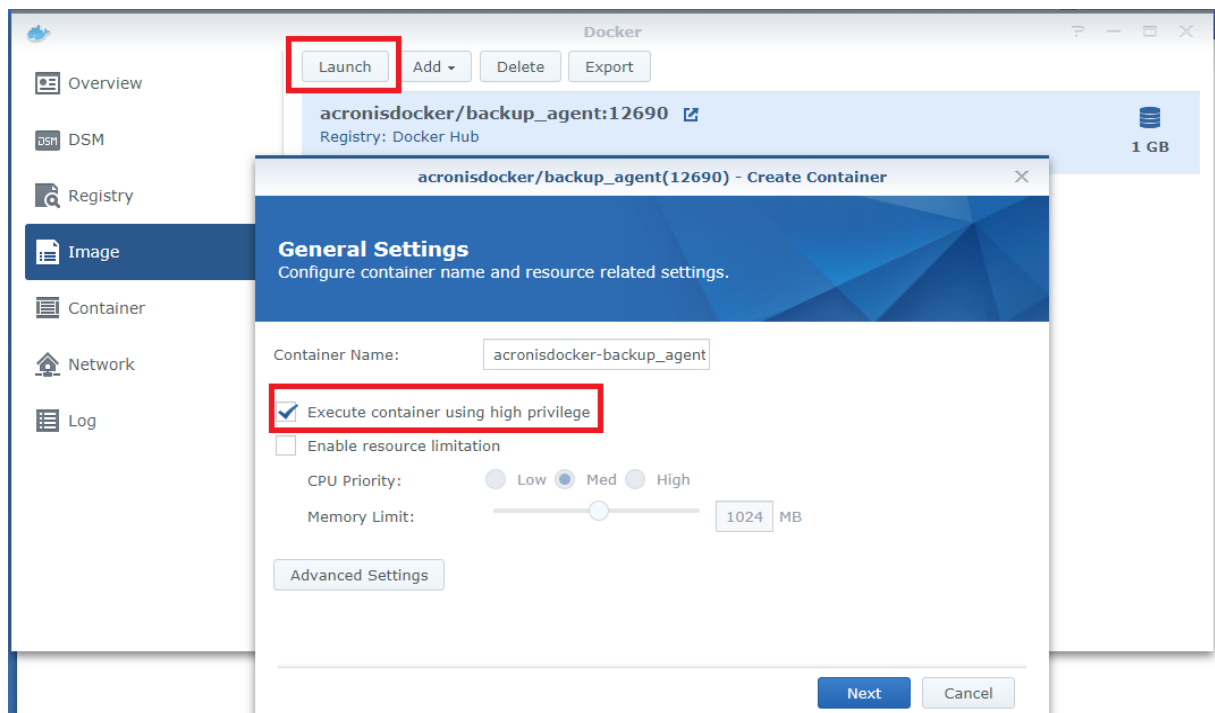 Docker
Launch
Add
Delete
Export
Overview
DSM
DSM
Registry
Image
Container
Network
Log
acronisdocker/backup_agent:12690
Registry: Docker Hub
1 GB
acronisdocker/backup_agent(12690) - Create Container
General Settings
Configure container name and resource related settings.
Container Name:
acronisdocker-backup_agent
Execute container using high privilege
Enable resource limitation
CPU Priority:
Low
Med
High
Memory Limit:
1024
MB
Advanced Settings
Next
Cancel